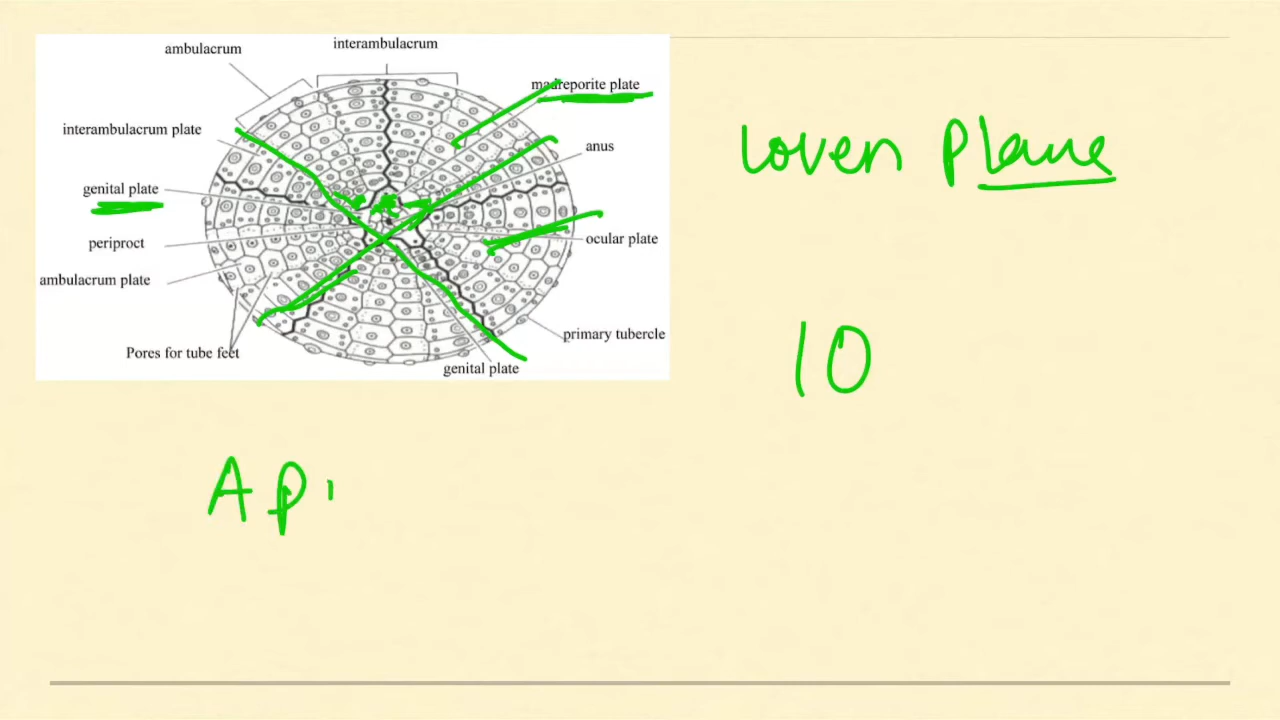 ambulacrum
interambulacrum
madreporite plate
interambulacrum plate
anus
genital plate
periproct
ocular plate
ambulacrum plate
primary tubercle
Pores for tube feet
genital plate
Loven Plane
10
Api